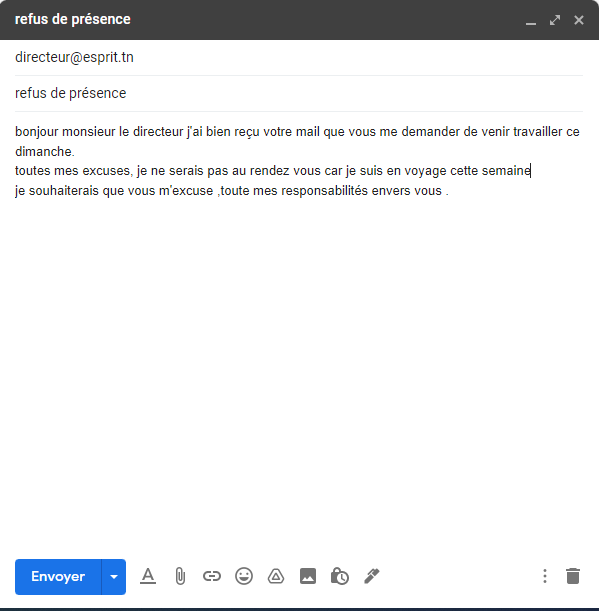 refus de présence
directeur@esprit.tn
refus de présence
bonjour monsieur le directeur j'ai bien reçu votre mail que vous me demander de venir travailler ce
dimanche.
toutes mes excuses, je ne serais pas au rendez vous car je suis en voyage cette semaine
je souhaiterais que vous m'excuse ,toute mes responsabilités envers vous .
Envoyer